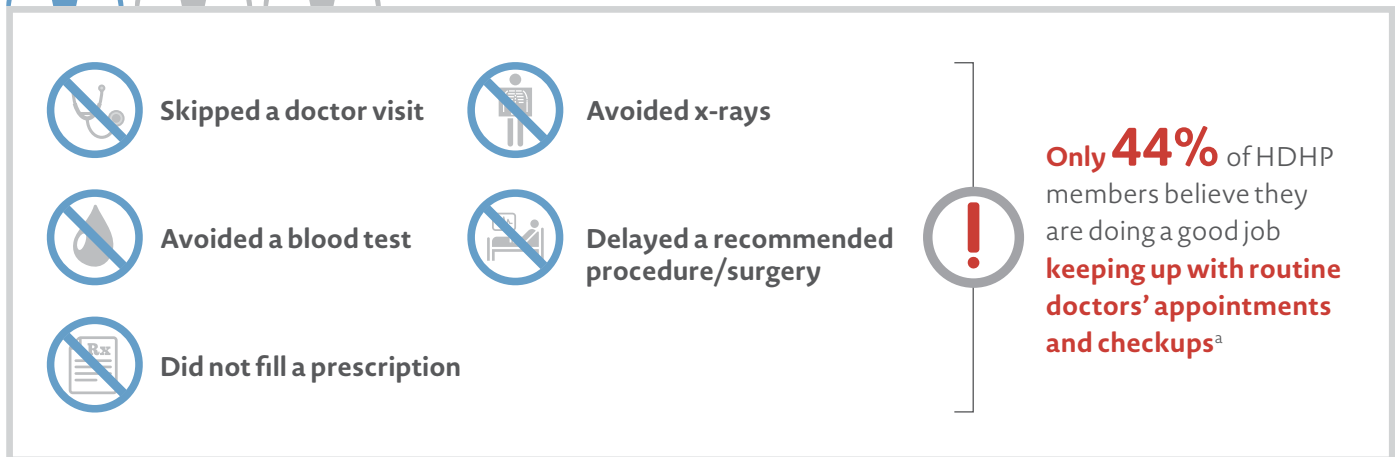 Skipped a doctor visit
Avoided a blood test
Rx
Did not fill a prescription
Avoided x-rays
Delayed a recommended
procedure/surgery
!
Only 44% of HDHP
members believe they
are doing a good job
keeping up with routine
doctors’ appointments
and checkupsᵃ